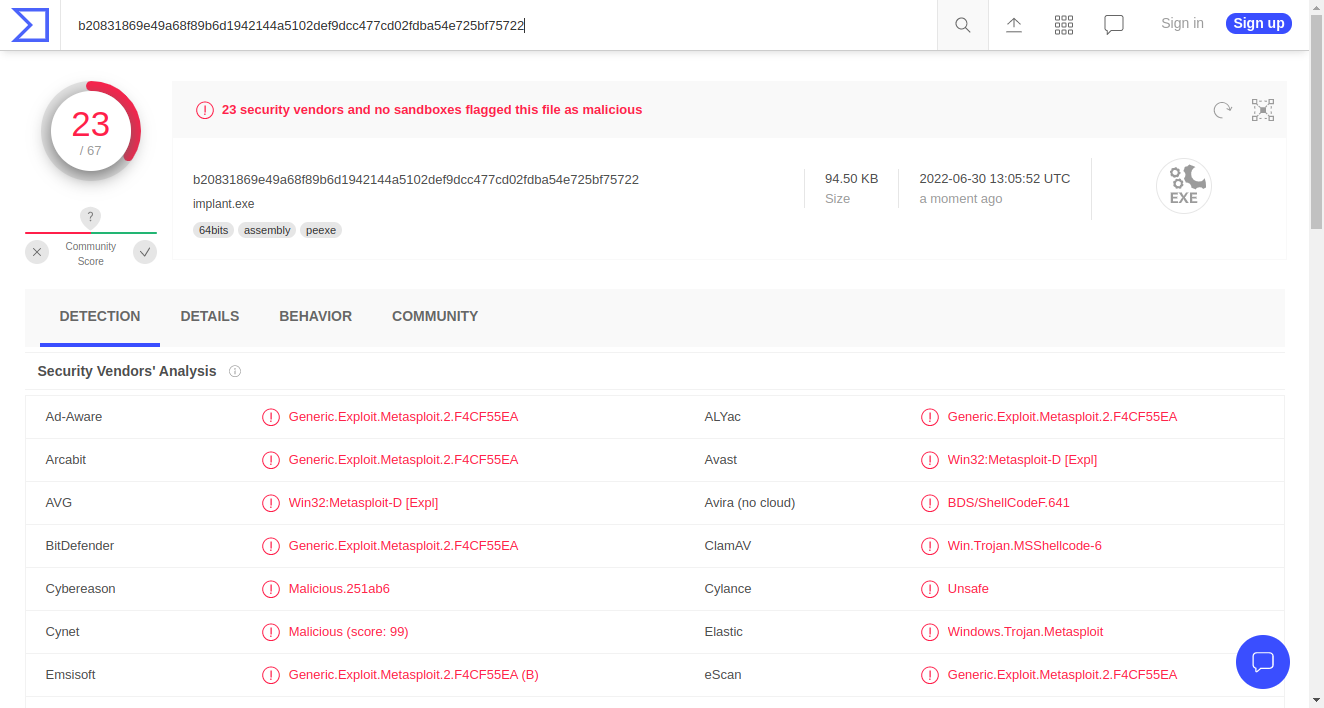 b20831869e49a68f89b6d1942144a5102def9dcc477cd02fdba54e725bf75722
Sign in
Sign up
23
/ 67
23 security vendors and no sandboxes flagged this file as malicious
b20831869e49a68f89b6d1942144a5102def9dcc477cd02fdba54e725bf75722
implant.exe
64bits assembly peexe
94.50 KB
Size
2022-06-30 13:05:52 UTC
a moment ago
EXE
?
Community
Score
DETECTION DETAILS BEHAVIOR COMMUNITY
Security Vendors' Analysis
Ad-Aware Generic.Exploit.Metasploit.2.F4CF55EA ALYac Generic.Exploit.Metasploit.2.F4CF55EA
Arcabit Generic.Exploit.Metasploit.2.F4CF55EA Avast Win32:Metasploit-D [Expl]
AVG Win32:Metasploit-D [Expl] Avira (no cloud) BDS/ShellCodeF.641
BitDefender Generic.Exploit.Metasploit.2.F4CF55EA ClamAV Win.Trojan.MSShellcode-6
Cybereason Malicious.251ab6 Cylance Unsafe
Cynet Malicious (score: 99) Elastic Windows.Trojan.Metasploit
Emsisoft Generic.Exploit.Metasploit.2.F4CF55EA (B) eScan Generic.Exploit.Metasploit.2.F4CF55EA